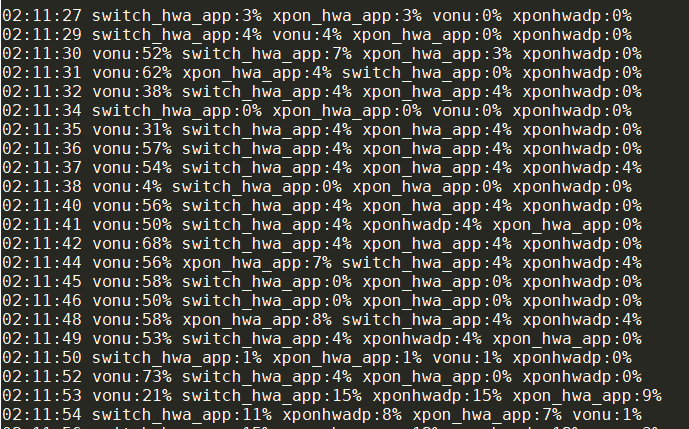 02:11:27 switch_hwa_app:3% xpon_hwa_app:3% vonu:0% xponhwadp:0%
02:11:29 switch_hwa_app:4% vonu:4% xpon_hwa_app:0% xponhwadp:0%
02:11:30 vonu:52% switch_hwa_app:7% xpon_hwa_app:3% xponhwadp:0%
02:11:31 vonu:62% xpon_hwa_app:4% switch_hwa_app:0% xponhwadp:0%
02:11:32 vonu:38% switch_hwa_app:4% xpon_hwa_app:4% xponhwadp:0%
02:11:34 switch_hwa_app:0% xpon_hwa_app:0% vonu:0% xponhwadp:0%
02:11:35 vonu:31% switch_hwa_app:4% xpon_hwa_app:4% xponhwadp:0%
02:11:36 vonu:57% switch_hwa_app:4% xpon_hwa_app:4% xponhwadp:0%
02:11:37 vonu:54% switch_hwa_app:4% xpon_hwa_app:4% xponhwadp:4%
02:11:38 vonu:4% switch_hwa_app:0% xpon_hwa_app:0% xponhwadp:0%
02:11:40 vonu:56% switch_hwa_app:4% xpon_hwa_app:4% xponhwadp:0%
02:11:41 vonu:50% switch_hwa_app:4% xponhwadp:4% xpon_hwa_app:0%
02:11:42 vonu:68% switch_hwa_app:4% xpon_hwa_app:4% xponhwadp:0%
02:11:44 vonu:56% xpon_hwa_app:7% switch_hwa_app:4% xponhwadp:4%
02:11:45 vonu:58% switch_hwa_app:0% xpon_hwa_app:0% xponhwadp:0%
02:11:46 vonu:50% switch_hwa_app:0% xpon_hwa_app:0% xponhwadp:0%
02:11:48 vonu:58% xpon_hwa_app:8% switch_hwa_app:4% xponhwadp:4%
02:11:49 vonu:53% switch_hwa_app:4% xponhwadp:4% xpon_hwa_app:0%
02:11:50 switch_hwa_app:1% xpon_hwa_app:1% vonu:1% xponhwadp:0%
02:11:52 vonu:73% switch_hwa_app:4% xpon_hwa_app:0% xponhwadp:0%
02:11:53 vonu:21% switch_hwa_app:15% xponhwadp:15% xpon_hwa_app:9%
02:11:54 switch_hwa_app:11% xponhwadp:8% xpon_hwa_app:7% vonu:1%